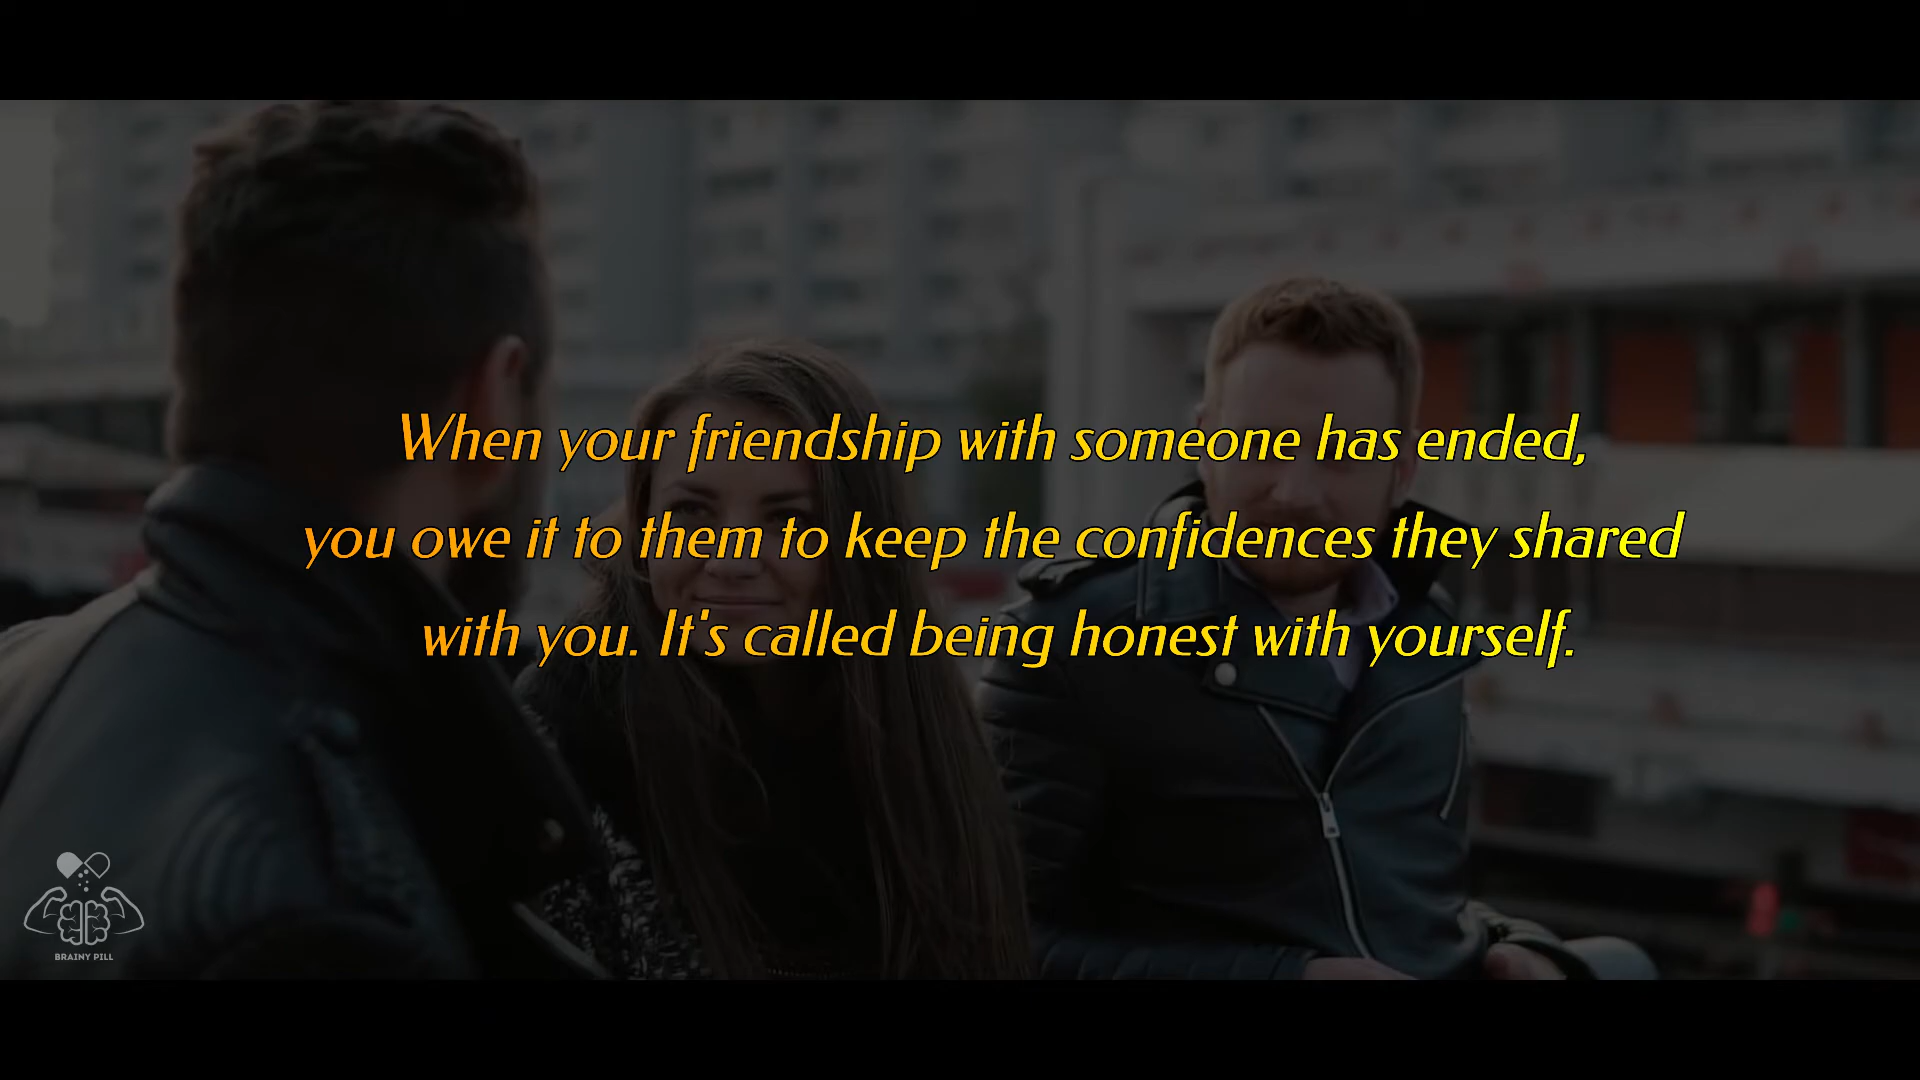 When your friendship with someone has ended,
you owe it to them to keep the confidences they shared
with you. It's called being honest with yourself.
BRAINY PILL